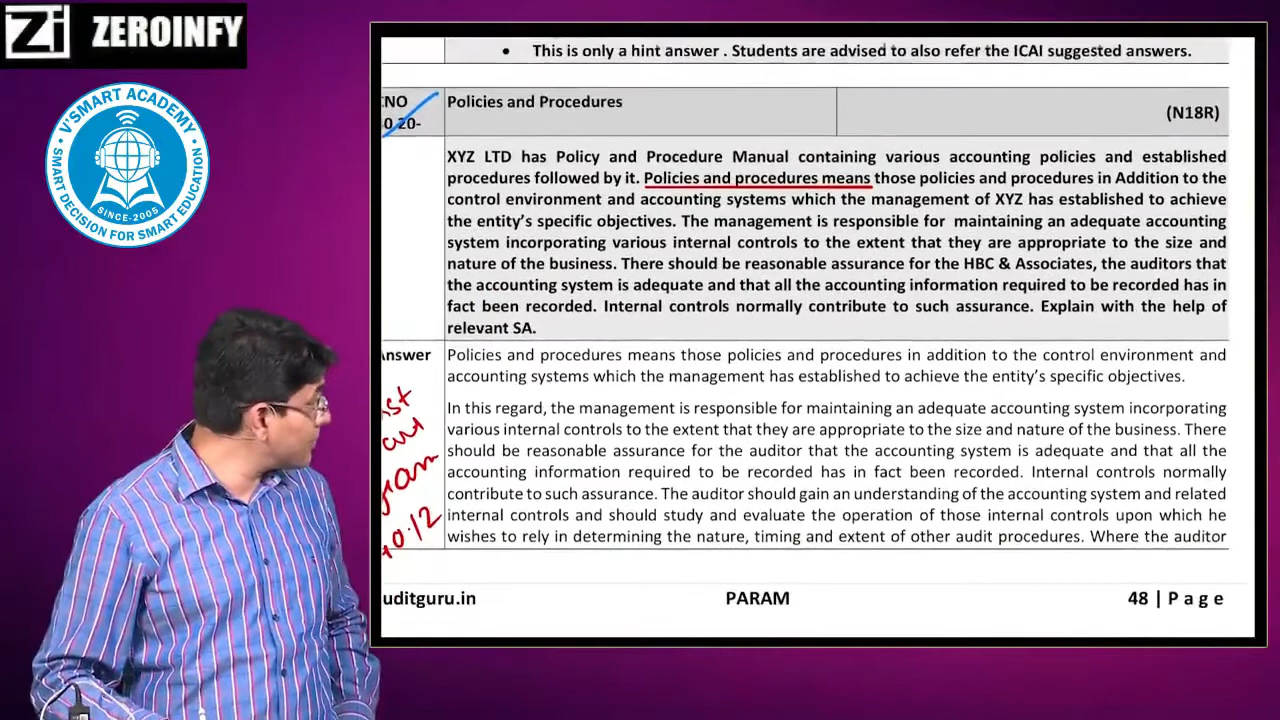 Zi ZEROINFY
V'SMART ACADEMY
SMART DECISION FOR SMART EDUCATION
SINCE-2005
• This is only a hint answer . Students are advised to also refer the ICAI suggested answers.
Policies and Procedures
(N18R)
XYZ LTD has Policy and Procedure Manual containing various accounting policies and established
procedures followed by it. Policies and procedures means those policies and procedures in Addition to the
control environment and accounting systems which the management of XYZ has established to achieve
the entity's specific objectives. The management is responsible for maintaining an adequate accounting
system incorporating various internal controls to the extent that they are appropriate to the size and
nature of the business. There should be reasonable assurance for the HBC & Associates, the auditors that
the accounting system is adequate and that all the accounting information required to be recorded has in
fact been recorded. Internal controls normally contribute to such assurance. Explain with the help of
relevant SA.
Answer
Policies and procedures means those policies and procedures in addition to the control environment and
accounting systems which the management has established to achieve the entity's specific objectives.
In this regard, the management is responsible for maintaining an adequate accounting system incorporating
various internal controls to the extent that they are appropriate to the size and nature of the business. There
should be reasonable assurance for the auditor that the accounting system is adequate and that all the
accounting information required to be recorded has in fact been recorded. Internal controls normally
contribute to such assurance. The auditor should gain an understanding of the accounting system and related
internal controls and should study and evaluate the operation of those internal controls upon which he
wishes to rely in determining the nature, timing and extent of other audit procedures. Where the auditor
uditguru.in
PARAM
48 | P a g e